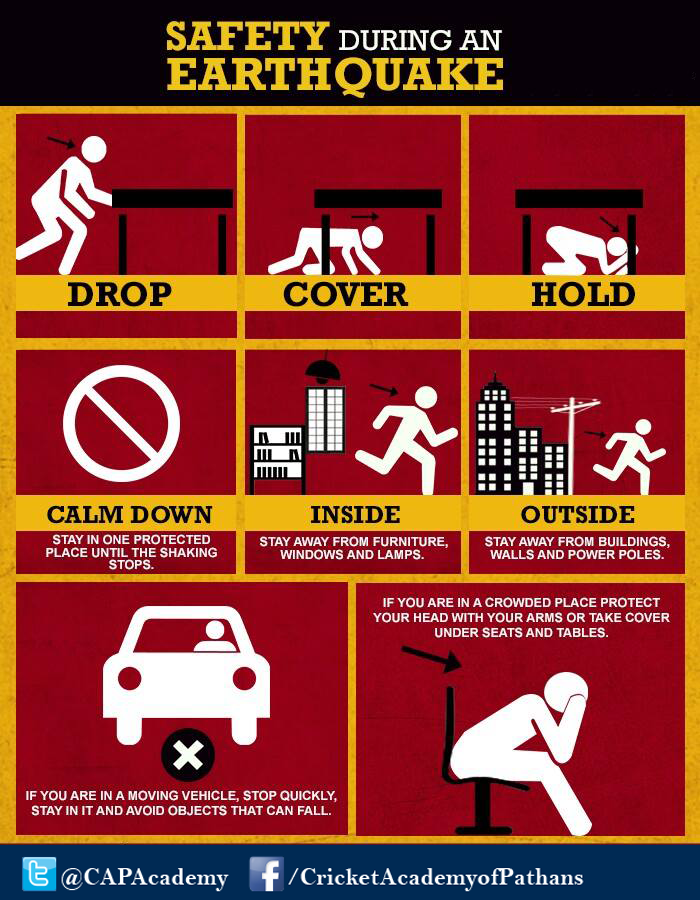 SAFETY DURING AN
EARTHQUAKE
DROP
COVER
HOLD
CALM DOWN
STAY IN ONE PROTECTED
PLACE UNTIL THE SHAKING
STOPS.
INSIDE
STAY AWAY FROM FURNITURE,
WINDOWS AND LAMPS.
OUTSIDE
STAY AWAY FROM BUILDINGS,
WALLS AND POWER POLES.
IF YOU ARE IN A MOVING VEHICLE, STOP QUICKLY,
STAY IN IT AND AVOID OBJECTS THAT CAN FALL.
IF YOU ARE IN A CROWDED PLACE PROTECT
YOUR HEAD WITH YOUR ARMS OR TAKE COVER
UNDER SEATS AND TABLES.
@CAPAcademy
/CricketAcademyofPathans